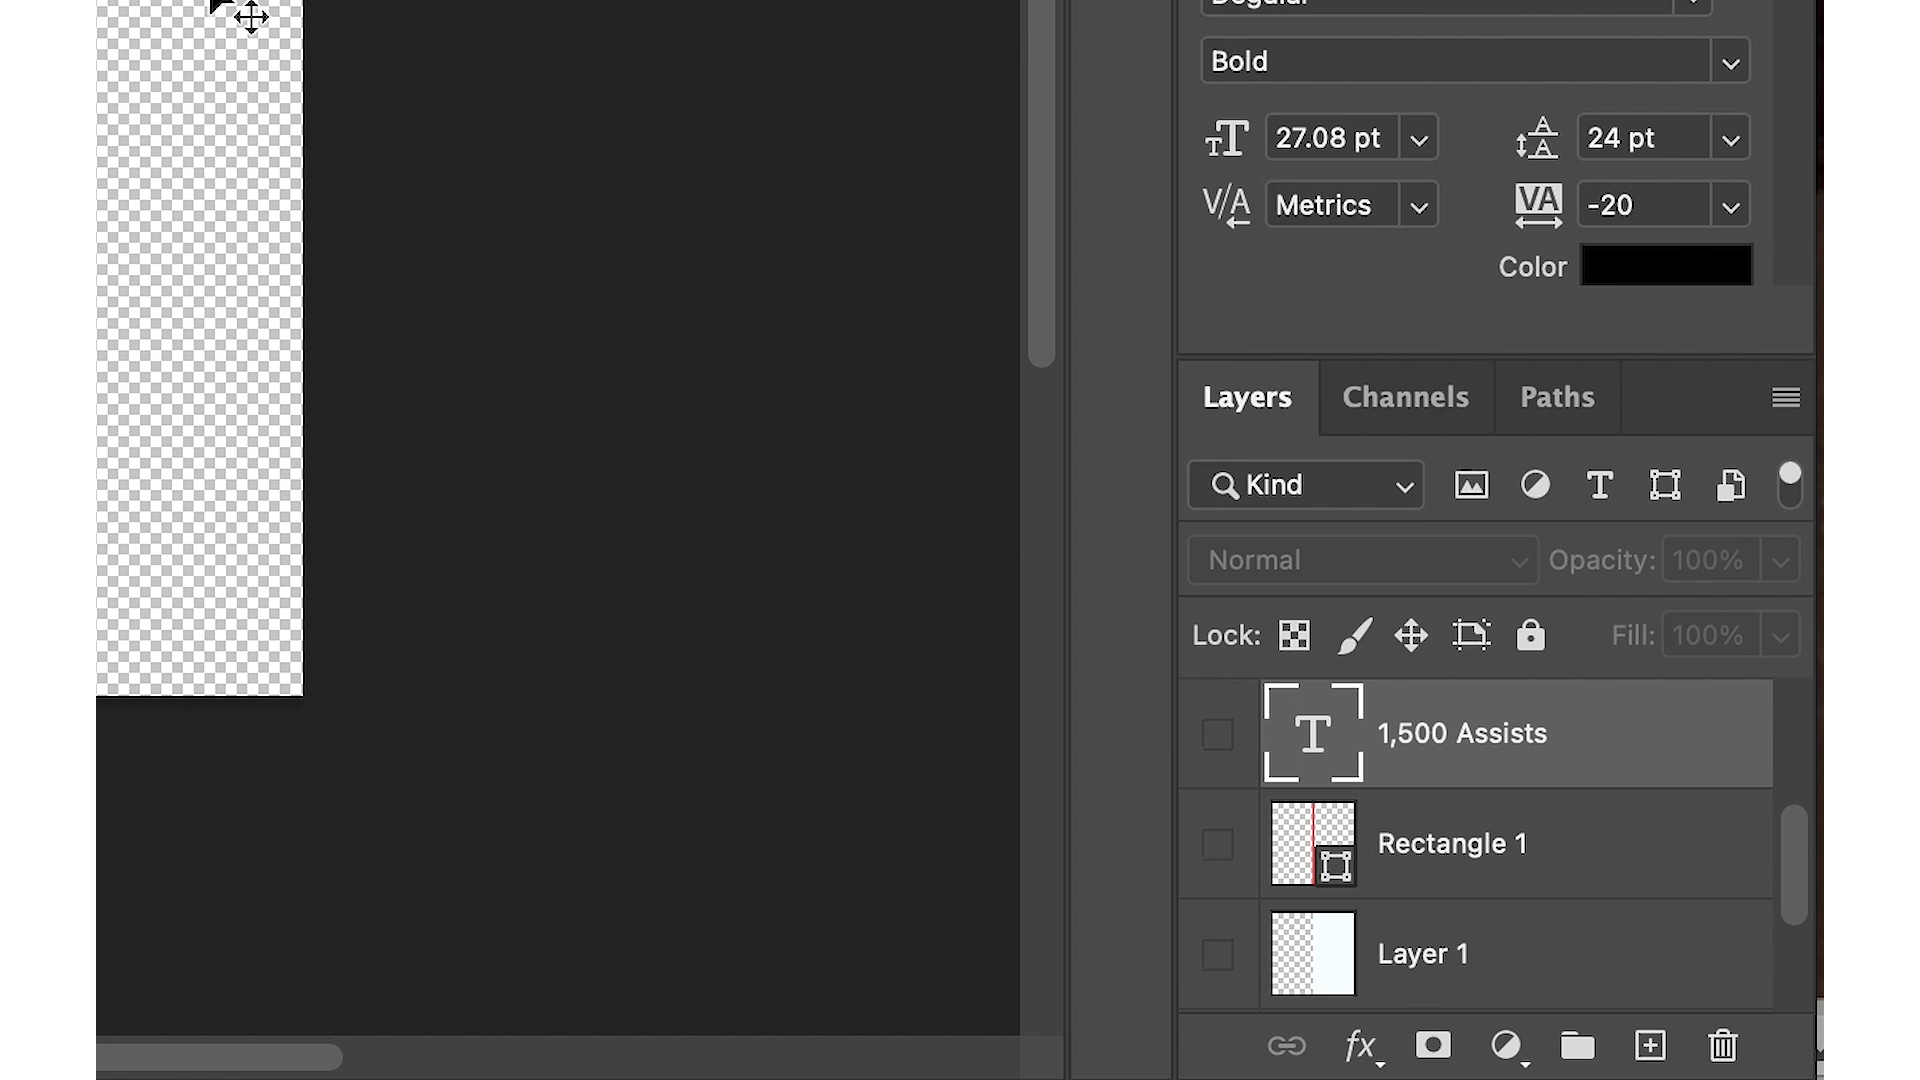 Bold
27.08 pt
24 pt
Metrics
-20
Color
Layers
Channels
Paths
Kind
Normal
Opacity: 100%
Lock:
Fill: 100%
1,500 Assists
Rectangle 1
Layer 1
fx